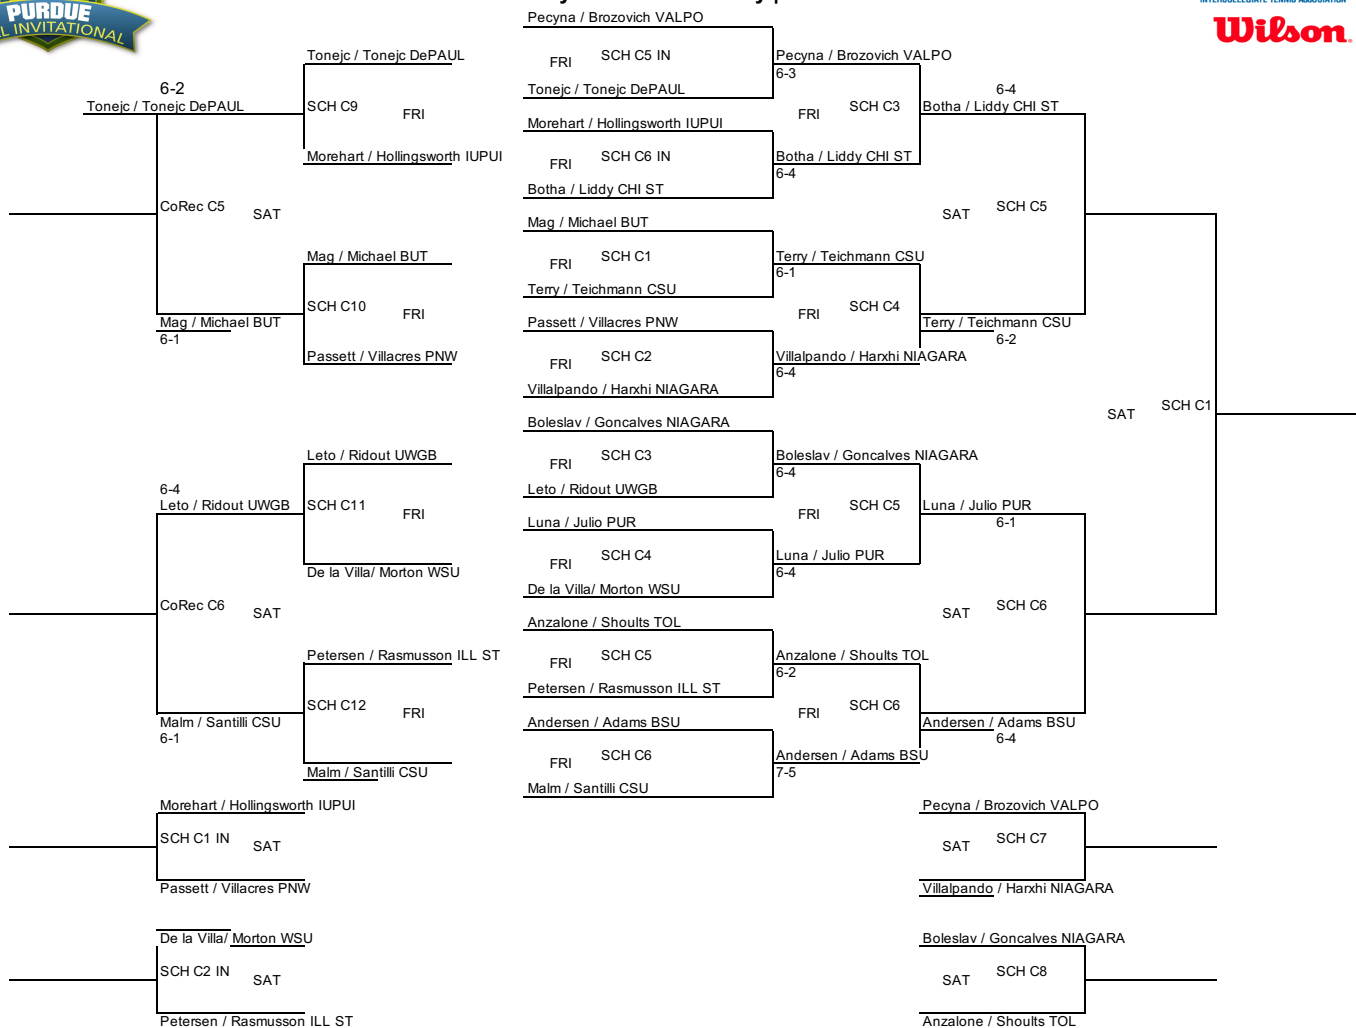 PURDUE
L INVITATIONAL
INTERCOLLEGIATE TENNIS ASSOCIATION
Wilson
Pecyna / Brozovich VALPO
FRI SCH C5 IN
Tonejc / Tonejc DePAUL
Morehart / Hollingsworth IUPUI
FRI SCH C6 IN
Botha / Liddy CHI ST
Mag / Michael BUT
FRI SCH C1
Terry / Teichmann CSU
Passett / Villacres PNW
FRI SCH C2
Villalpando / Harxhi NIAGARA
Boleslav / Goncalves NIAGARA
FRI SCH C3
Leto / Ridout UWGB
Luna / Julio PUR
FRI SCH C4
De la Villa/ Morton WSU
Anzalone / Shoults TOL
FRI SCH C5
Petersen / Rasmusson ILL ST
Andersen / Adams BSU
FRI SCH C6
Malm / Santilli CSU
Pecyna / Brozovich VALPO
6-3
FRI SCH C3
Botha / Liddy CHI ST
6-4
Terry / Teichmann CSU
6-1
FRI SCH C4
Villalpando / Harxhi NIAGARA
6-4
Boleslav / Goncalves NIAGARA
6-4
FRI SCH C5
Luna / Julio PUR
6-4
Anzalone / Shoults TOL
6-2
FRI SCH C6
Andersen / Adams BSU
7-5
6-4
Botha / Liddy CHI ST
SAT SCH C5
Terry / Teichmann CSU
6-2
Luna / Julio PUR
6-1
SAT SCH C6
Andersen / Adams BSU
6-4
SAT SCH C1
Pecyna / Brozovich VALPO
SAT SCH C7
Villalpando / Harxhi NIAGARA
Boleslav / Goncalves NIAGARA
SAT SCH C8
Anzalone / Shoults TOL
Tonejc / Tonejc DePAUL
SCH C9 FRI
Morehart / Hollingsworth IUPUI
Mag / Michael BUT
SCH C10 FRI
Passett / Villacres PNW
Leto / Ridout UWGB
SCH C11 FRI
De la Villa/ Morton WSU
Petersen / Rasmusson ILL ST
SCH C12 FRI
Malm / Santilli CSU
6-2
Tonejc / Tonejc DePAUL
CoRec C5 SAT
Mag / Michael BUT
6-1
6-4
Leto / Ridout UWGB
CoRec C6 SAT
Malm / Santilli CSU
6-1
Morehart / Hollingsworth IUPUI
SCH C1 IN SAT
Passett / Villacres PNW
De la Villa/ Morton WSU
SCH C2 IN SAT
Petersen / Rasmusson ILL ST